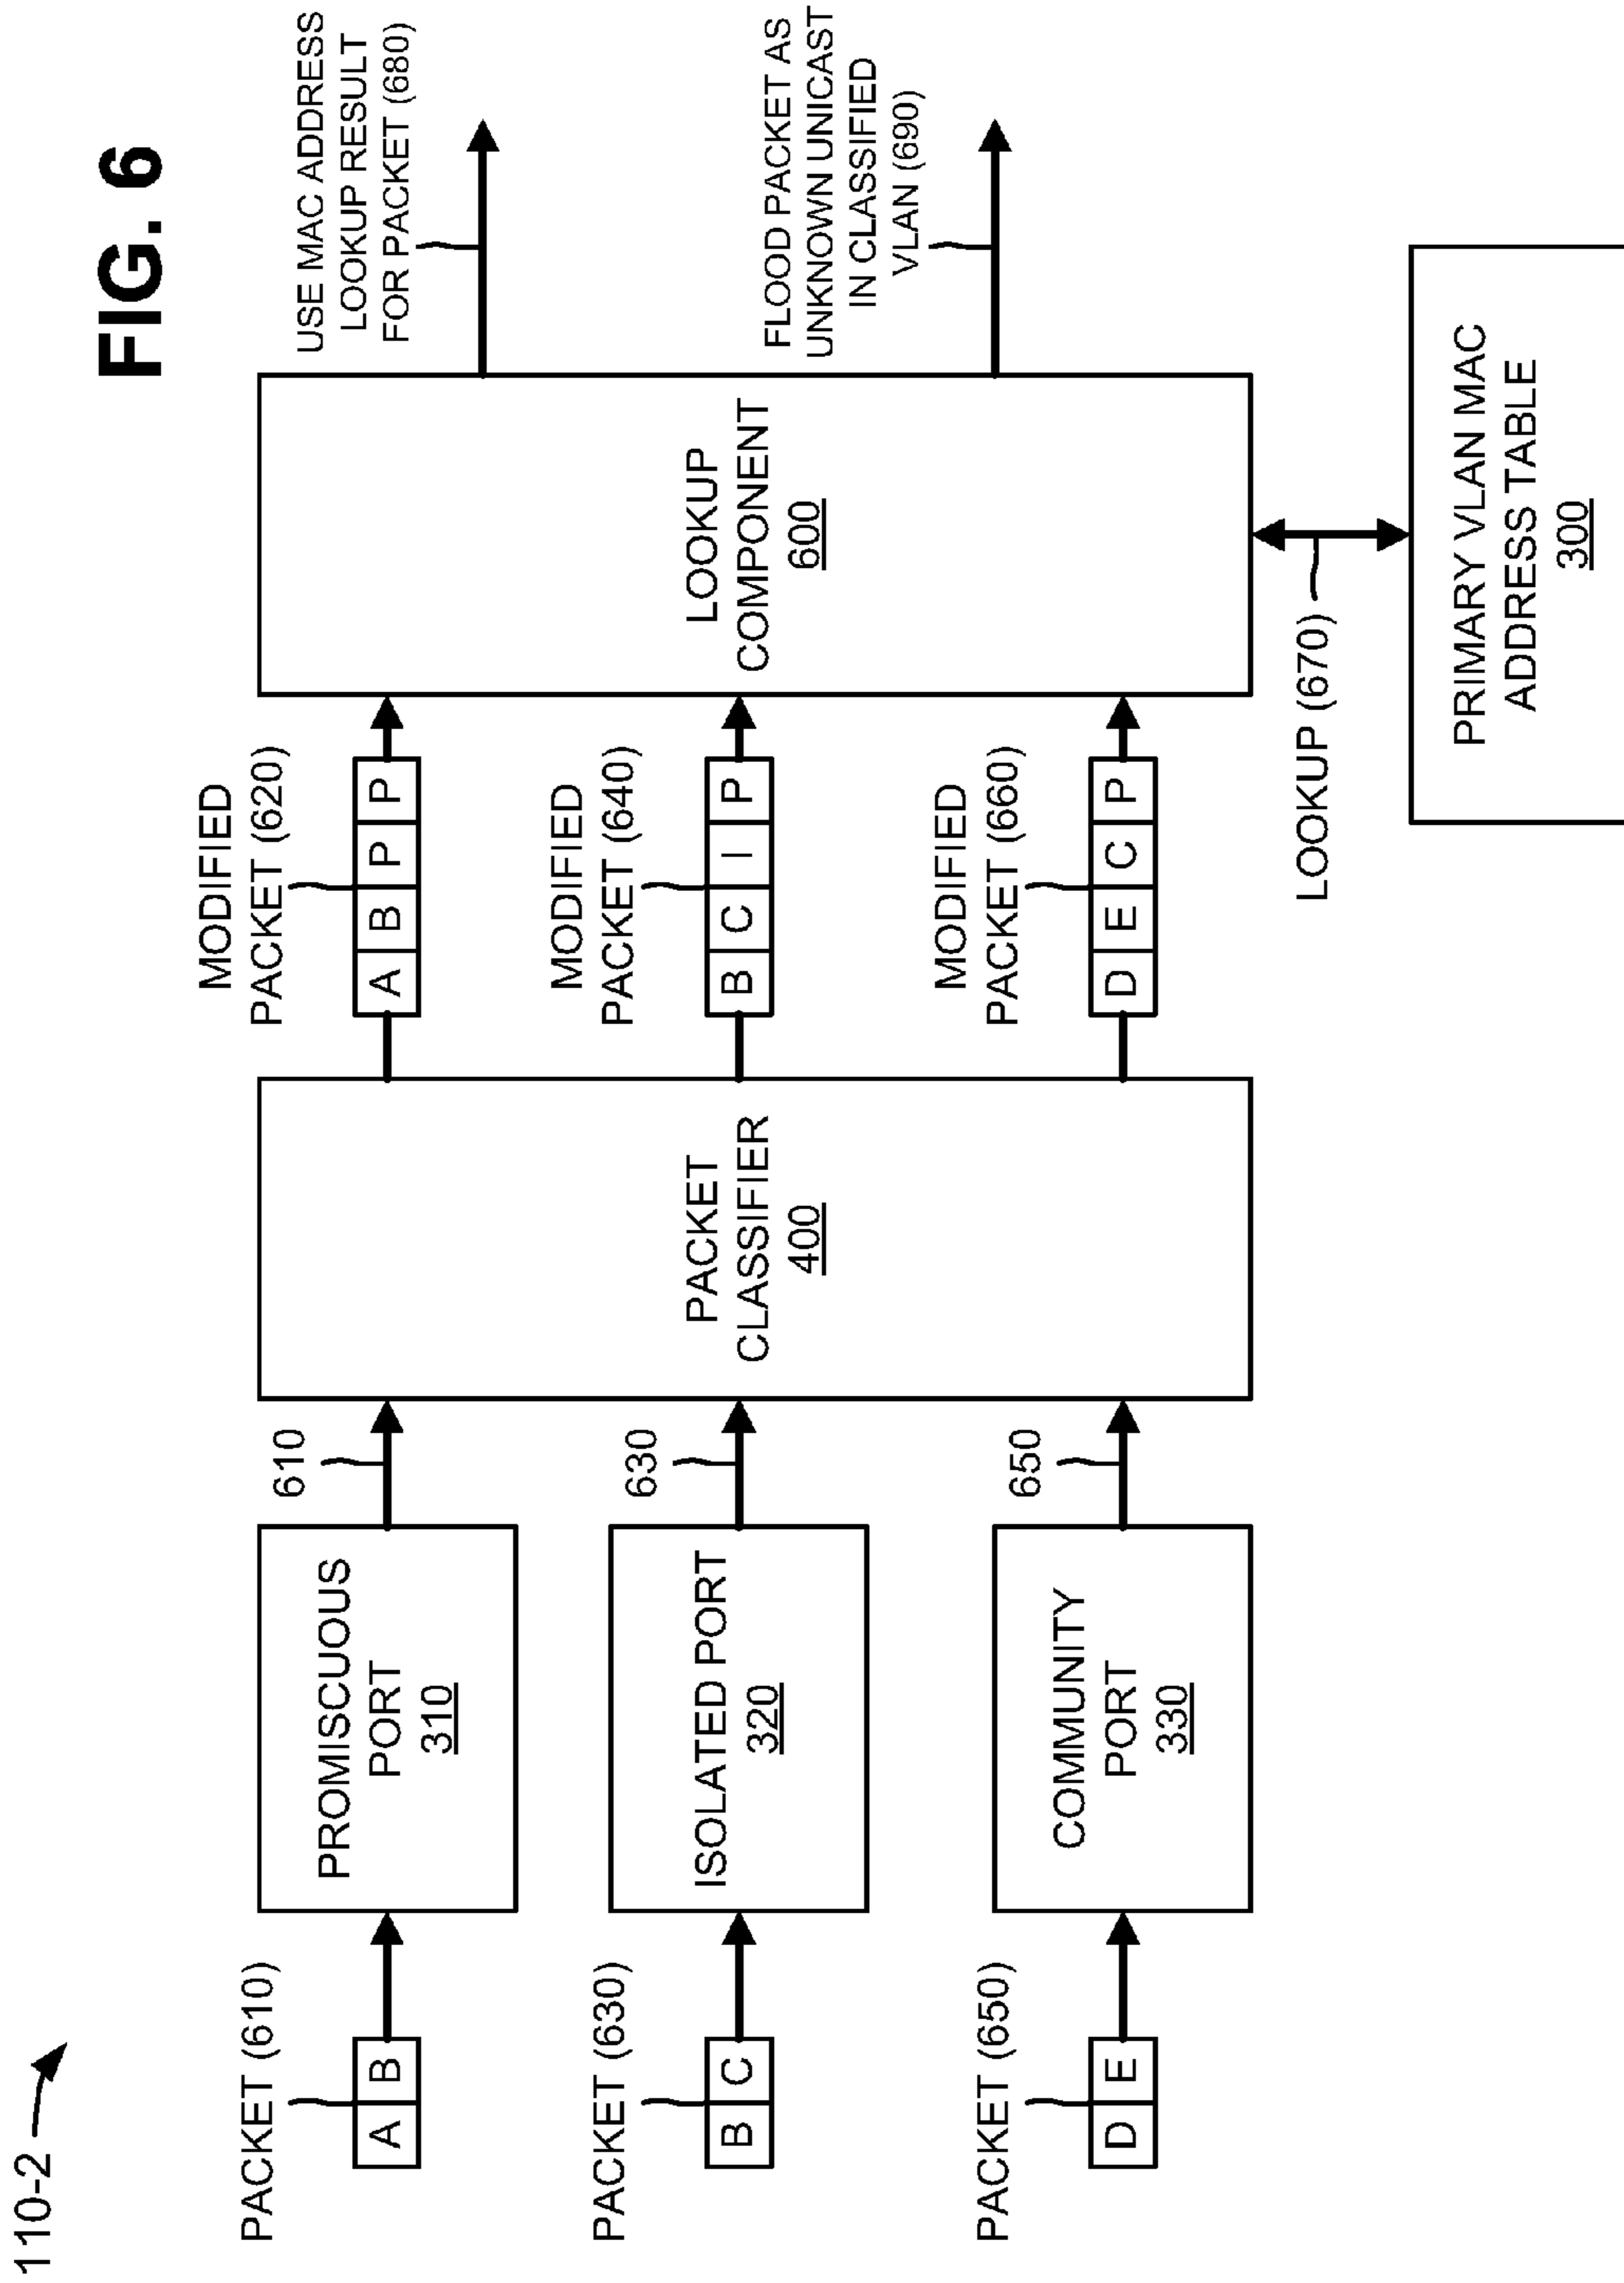 110-2
FIG. 6
PACKET (610)
A B
PROMISCUOUS
PORT
310
610
PACKET (630)
B C
ISOLATED PORT
320
630
PACKET (650)
D E
COMMUNITY
PORT
330
650
PACKET
CLASSIFIER
400
MODIFIED
PACKET (620)
A B P P
MODIFIED
PACKET (640)
B C I P
MODIFIED
PACKET (660)
D E C P
LOOKUP
COMPONENT
600
USE MAC ADDRESS
LOOKUP RESULT
FOR PACKET (680)
FLOOD PACKET AS
UNKNOWN UNICAST
IN CLASSIFIED
VLAN (690)
LOOKUP (670)
PRIMARY VLAN MAC
ADDRESS TABLE
300